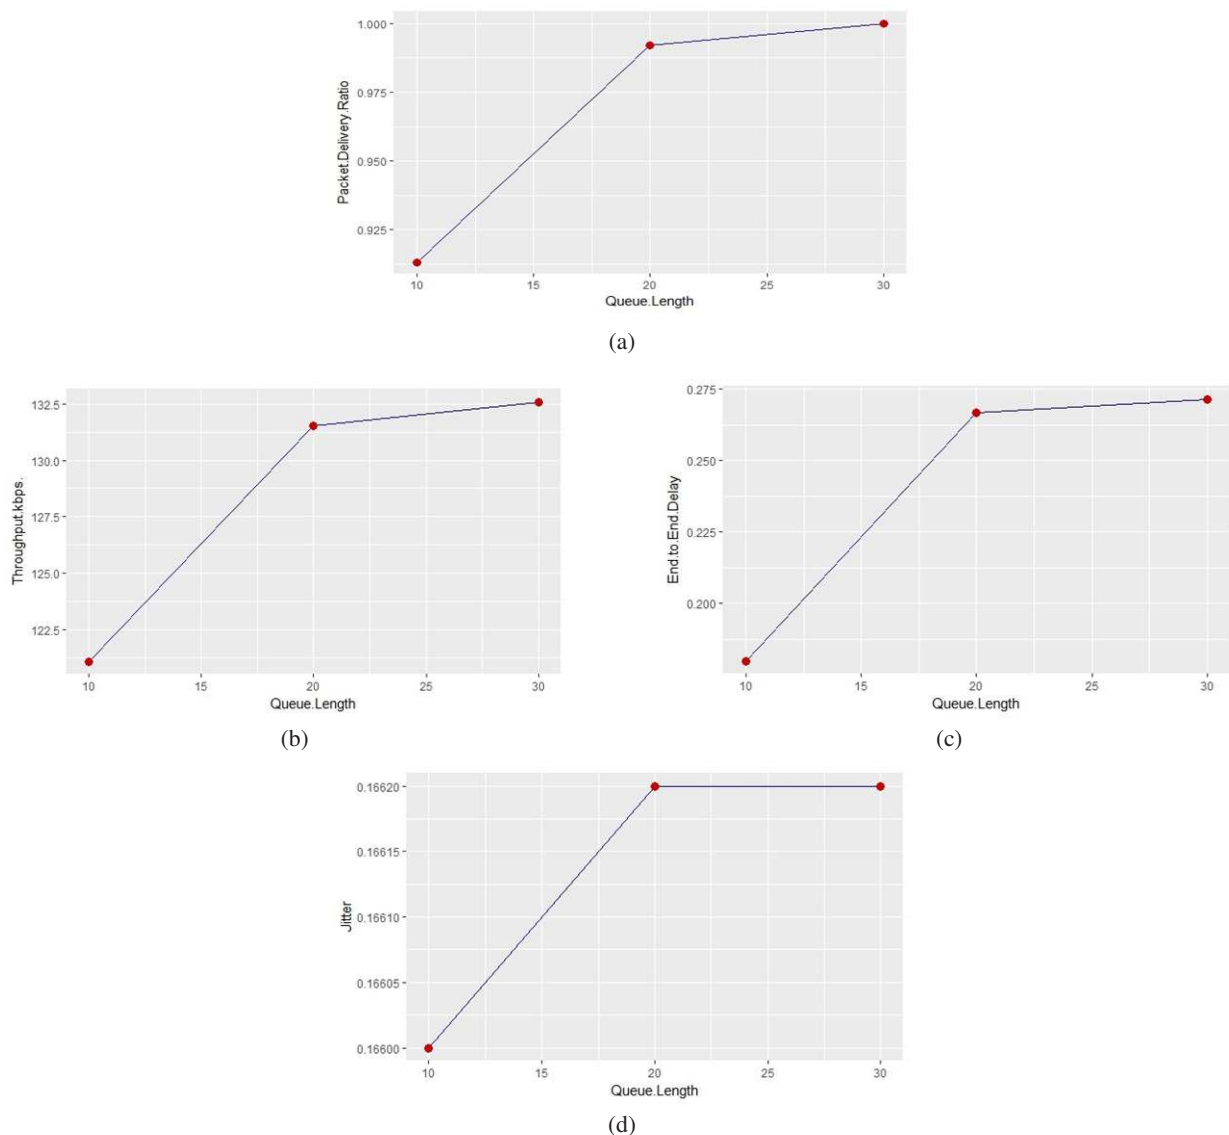 1.000
0.975
0.950
0.925
Packet.Delivery.Ratio
10 15 20 25 30
Queue.Length
(a)
132.5
130.0
127.5
125.0
122.5
Throughput.kbps.
10 15 20 25 30
Queue.Length
(b)
0.275
0.250
0.225
0.200
End.to.End.Delay
10 15 20 25 30
Queue.Length
(c)
0.16620
0.16615
0.16610
0.16605
0.16600
Jitter
10 15 20 25 30
Queue.Length
(d)